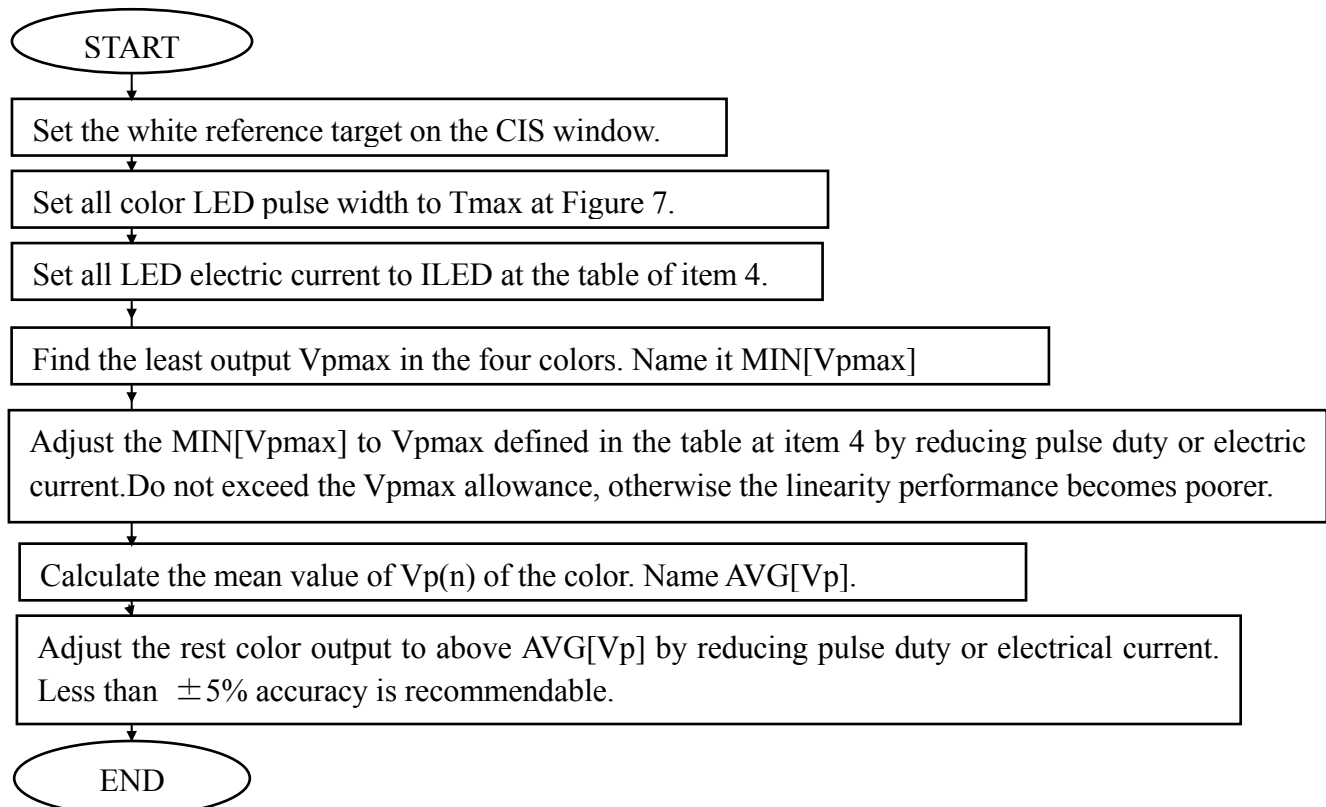 START
Set the white reference target on the CIS window.
Set all color LED pulse width to Tmax at Figure 7.
Set all LED electric current to ILED at the table of item 4.
Find the least output Vpmax in the four colors. Name it MIN[Vpmax]
Adjust the MIN[Vpmax] to Vpmax defined in the table at item 4 by reducing pulse duty or electric
current.Do not exceed the Vpmax allowance, otherwise the linearity performance becomes poorer.
Calculate the mean value of Vp(n) of the color. Name AVG[Vp].
Adjust the rest color output to above AVG[Vp] by reducing pulse duty or electrical current.
Less than ±5% accuracy is recommendable.
END